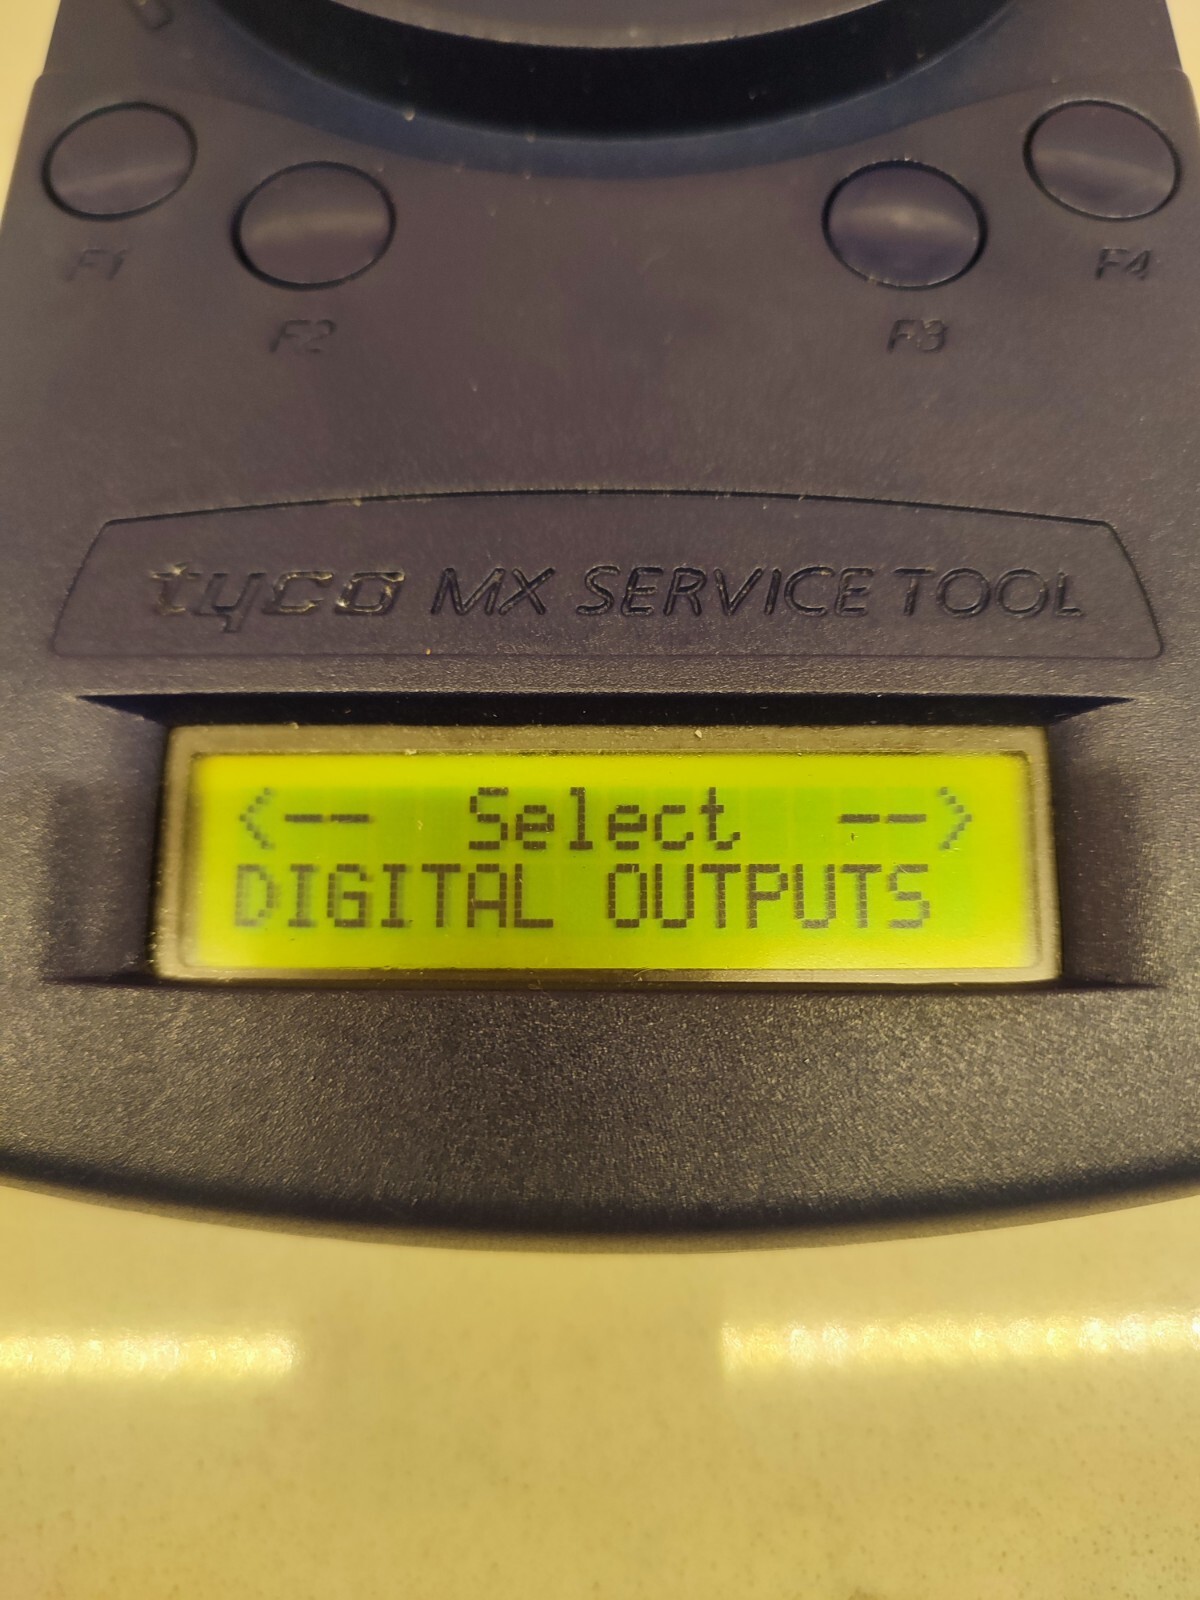 F1 F4
F2 F3
tyco MX SERVICE TOOL
<-- Select -->
DIGITAL OUTPUTS